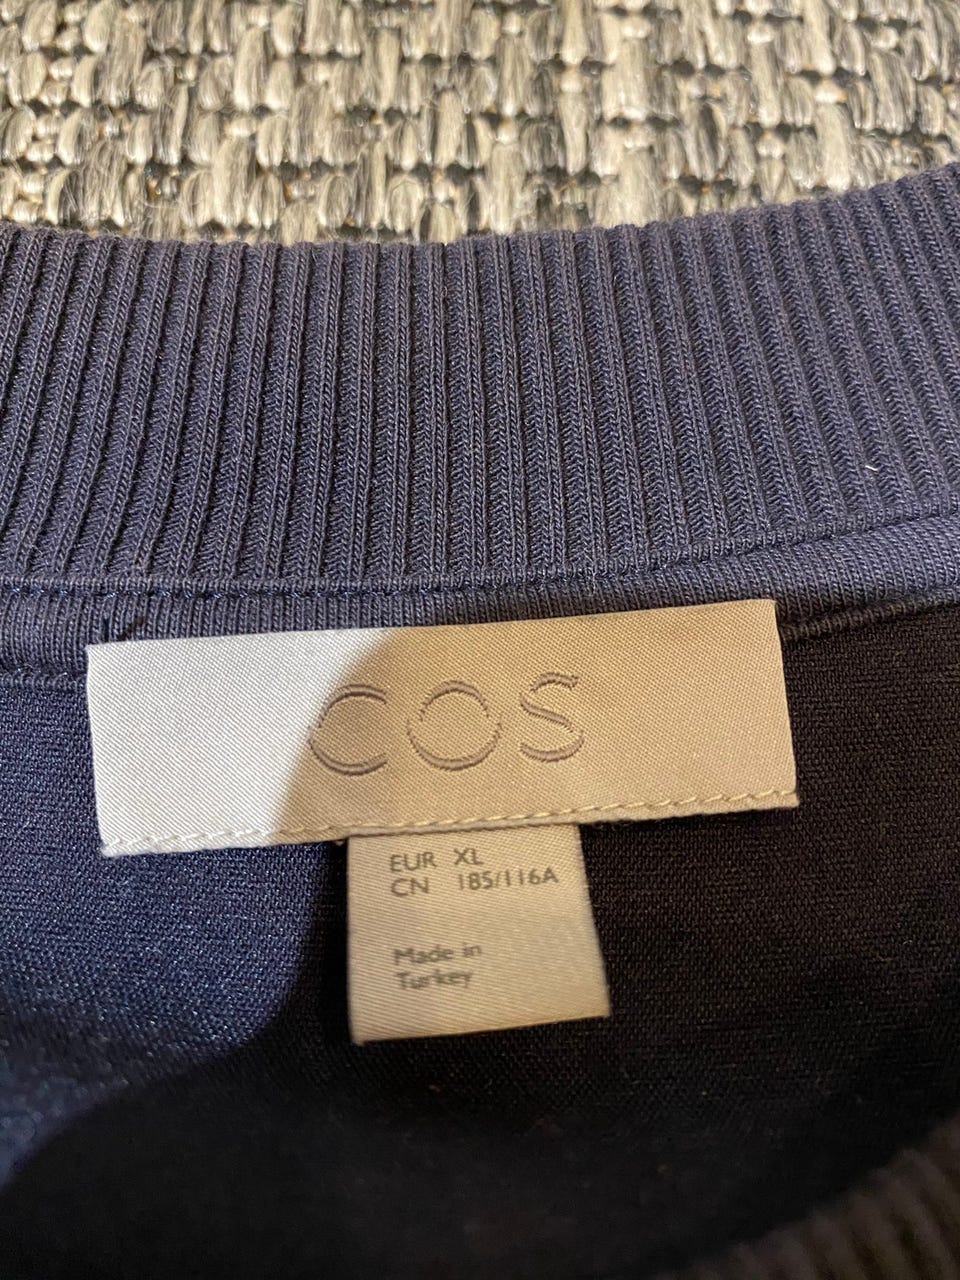 COS
EUR XL
CN 185/116A
Made in
Turkey